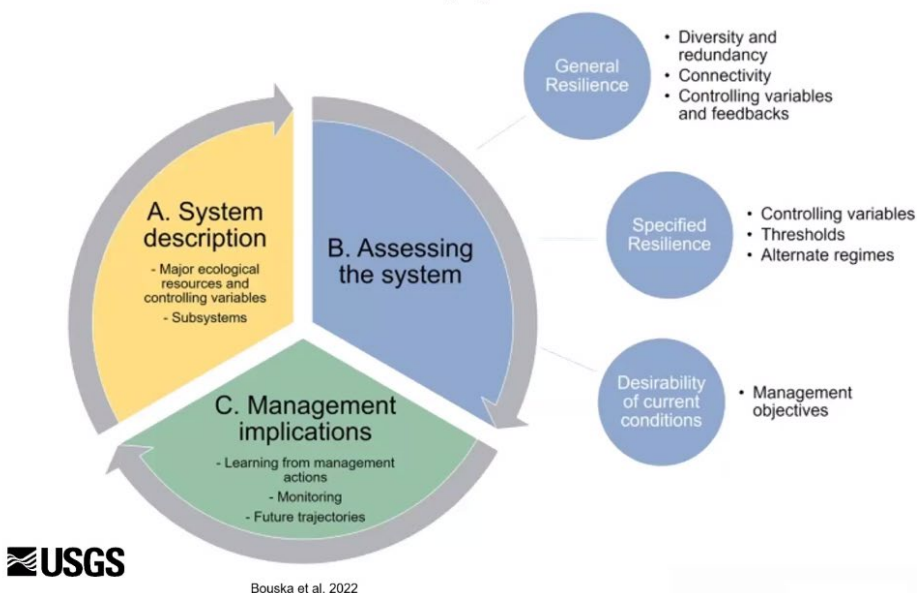 A. System
description
- Major ecological
resources and
controlling variables
- Subsystems
B. Assessing
the system
C. Management
implications
- Learning from management
actions
- Monitoring
- Future trajectories
General
Resilience
• Diversity and
redundancy
• Connectivity
• Controlling variables
and feedbacks
Specified
Resilience
• Controlling variables
• Thresholds
• Alternate regimes
Desirability
of current
conditions
• Management
objectives
USGS
Bouska et al. 2022